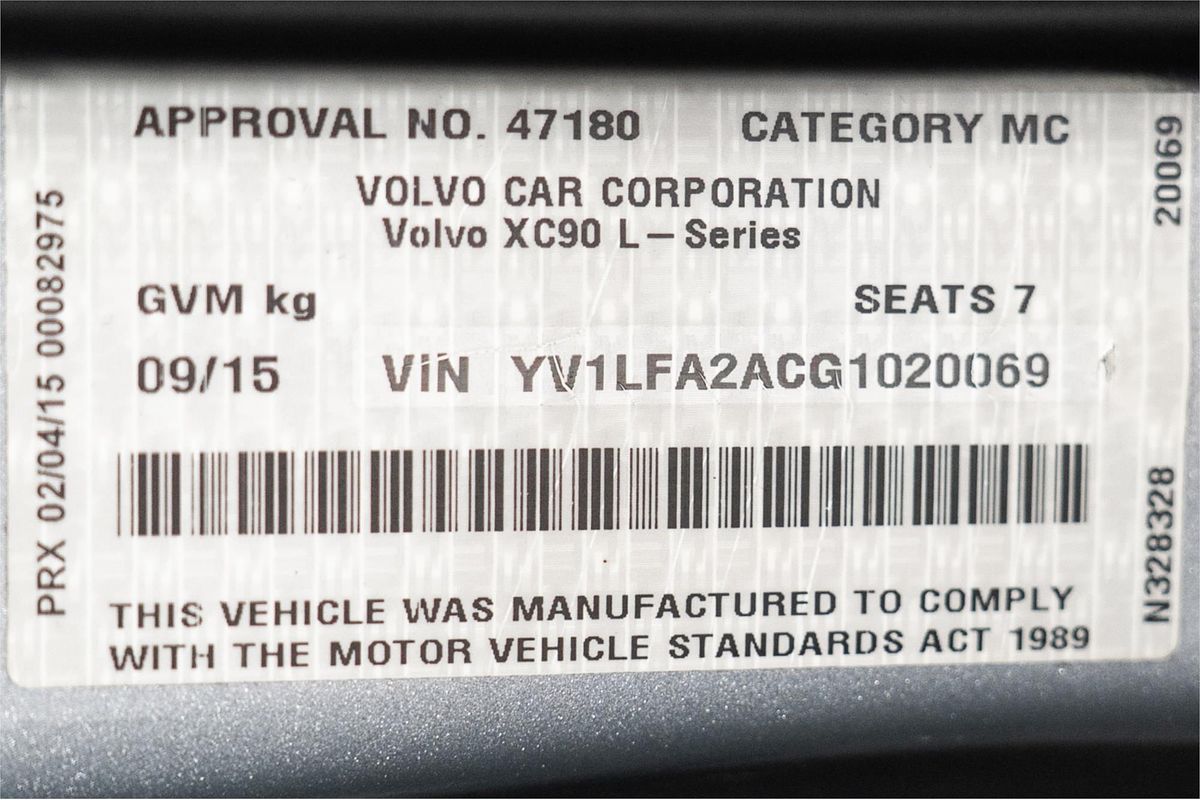 APPROVAL NO. 47180 CATEGORY MC
VOLVO CAR CORPORATION
Volvo XC90 L-Series
GVM kg SEATS 7
09/15 VIN YV1LFA2ACG1020069
THIS VEHICLE WAS MANUFACTURED TO COMPLY
WITH THE MOTOR VEHICLE STANDARDS ACT 1989
PRX 02/04/15 00082975
20069
N328328